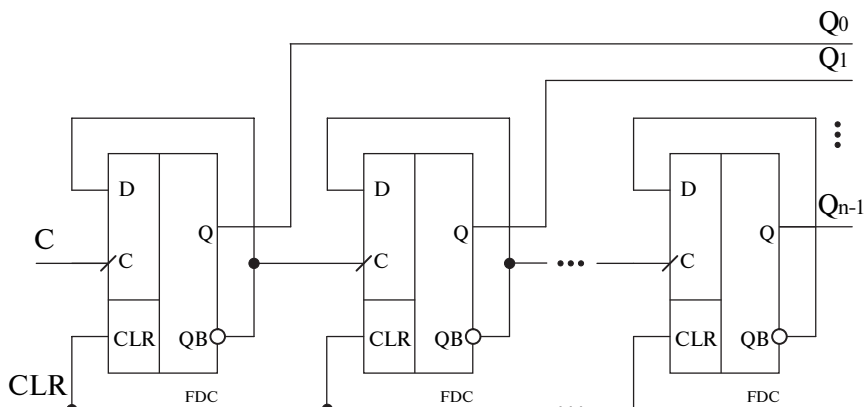 Q0
Q1
D D D
Qn-1
Q Q Q
C
C C C
CLR QB CLR QB CLR QB
CLR
FDC FDC FDC